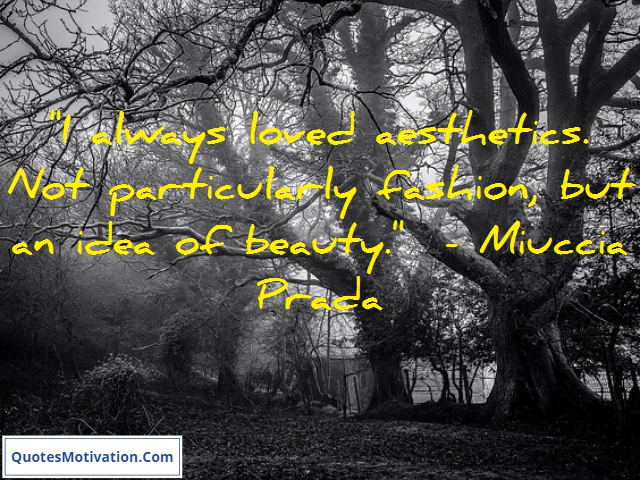 "I always loved aesthetics.
Not particularly fashion, but
an idea of beauty." - Miuccia
Prada
QuotesMotivation.Com